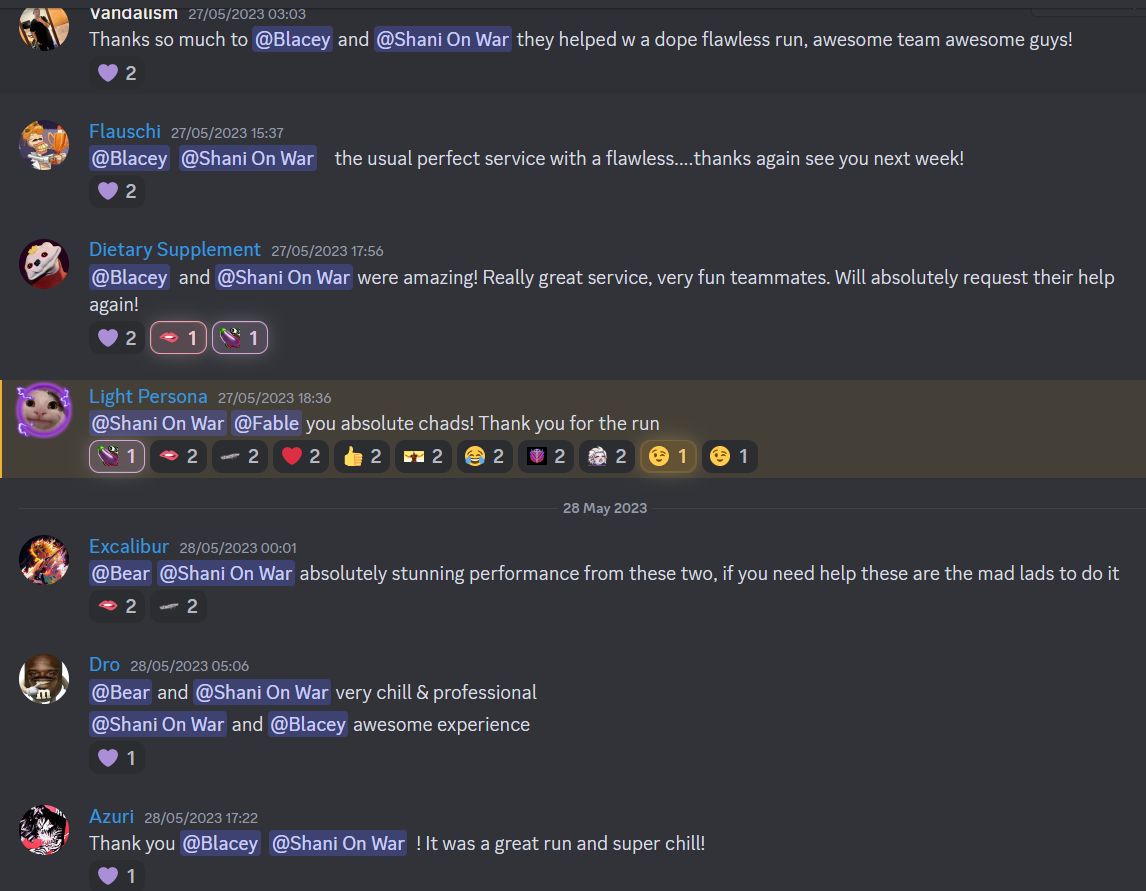 Vandalism 27/05/2023 03:03
Thanks so much to @Blacey and @Shani On War they helped w a dope flawless run, awesome team awesome guys!
2
Flauschi 27/05/2023 15:37
@Blacey @Shani On War the usual perfect service with a flawless....thanks again see you next week!
2
Dietary Supplement 27/05/2023 17:56
@Blacey and @Shani On War were amazing! Really great service, very fun teammates. Will absolutely request their help
again!
2 1 1
Light Persona 27/05/2023 18:36
@Shani On War @Fable you absolute chads! Thank you for the run
1 2 2 2 2 2 2 2 2 1 1
28 May 2023
Excalibur 28/05/2023 00:01
@Bear @Shani On War absolutely stunning performance from these two, if you need help these are the mad lads to do it
2 2
Dro 28/05/2023 05:06
@Bear and @Shani On War very chill & professional
@Shani On War and @Blacey awesome experience
1
Azuri 28/05/2023 17:22
Thank you @Blacey @Shani On War ! It was a great run and super chill!
1